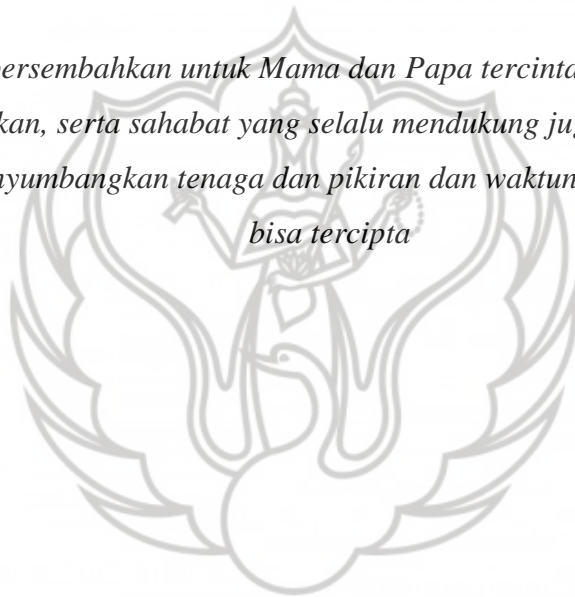 persembahkan untuk Mama dan Papa tercinta
kan, serta sahabat yang selalu mendukung jug
nyumbangkan tenaga dan pikiran dan waktun
bisa tercipta